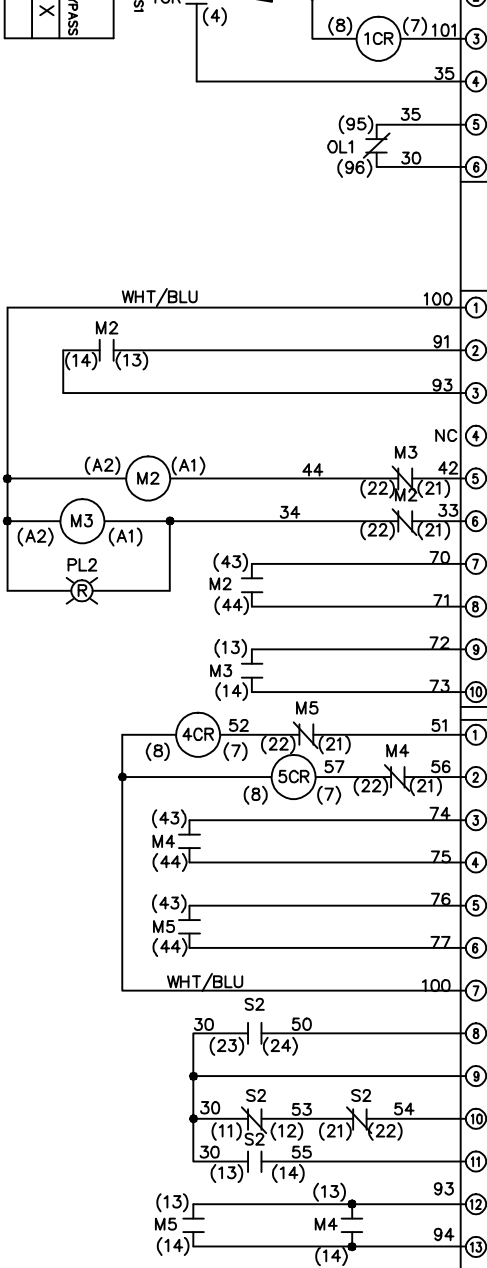 YPASS
X
S1
(4)
(8) 1CR (7) 101 3
35 4
(95) 35 5
OL1
(96) 30 6
WHT/BLU 100 1
M2 91 2
(14) (13)
93 3
NC 4
M3
(A2) M2 (A1) 44 42 5
(22) (21)
M2
M3 34 33 6
(A2) (A1) (22) (21)
PL2
R
(43) 70 7
M2
(44) 71 8
(13) 72 9
M3
(14) 73 10
M5
4CR 52 51 1
(8) (7) (22) (21)
M4
5CR 57 56 2
(8) (7) (22) (21)
(43) 74 3
M4
(44) 75 4
(43) 76 5
M5
(44) 77 6
WHT/BLU 100 7
S2
30 50 8
(23) (24)
9
S2 S2
30 53 54 10
(11) (12) (21) (22)
S2
30 55 11
(13) (14)
(13) (13) 93 12
M5 M4
(14) (14) 94 13